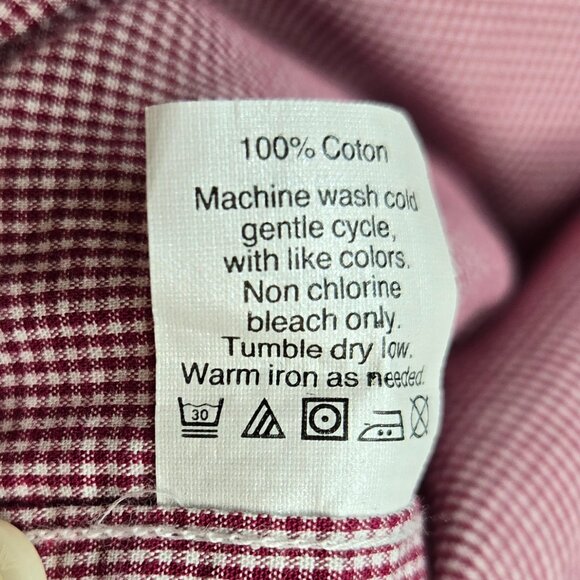 100% Coton
Machine wash cold
gentle cycle,
with like colors.
Non chlorine
bleach only.
Tumble dry low.
Warm iron as needed.
30